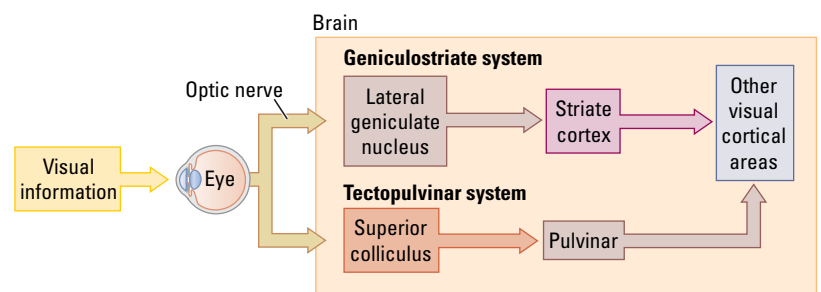 Brain
Geniculostriate system
Optic nerve
Lateral
geniculate
nucleus
Striate
cortex
Other
visual
cortical
areas
Visual
information
Eye
Tectopulvinar system
Superior
colliculus
Pulvinar